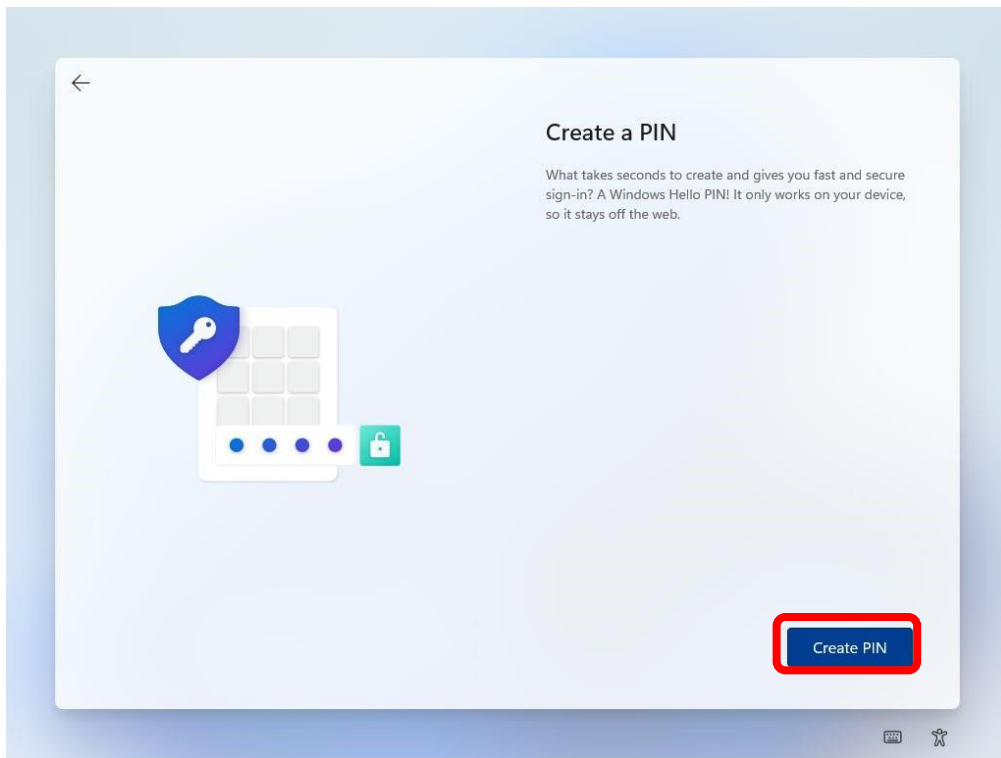 Create a PIN
What takes seconds to create and gives you fast and secure
sign-in? A Windows Hello PIN! It only works on your device,
so it stays off the web.
Create PIN